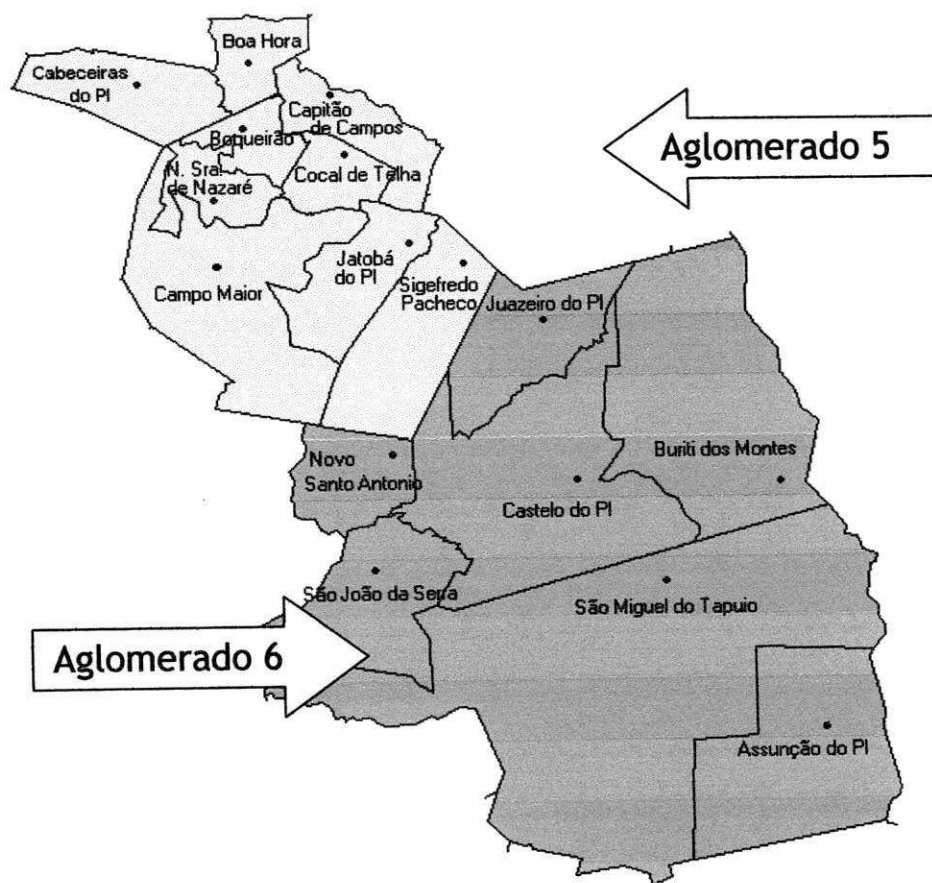 Boa Hora
Cabeceiras
do PI
Capitão
de Campos
Boqueirão
Aglomerado 5
N. Sra.
de Nazaré
Cocal de Telha
Jatobá
do PI
Sigefredo
Pacheco
Campo Maior
Juazeiro do PI
Buriti dos Montes
Novo
Santo Antonio
Castelo do PI
São João da Serra
São Miguel do Tapuio
Aglomerado 6
Assunção do PI